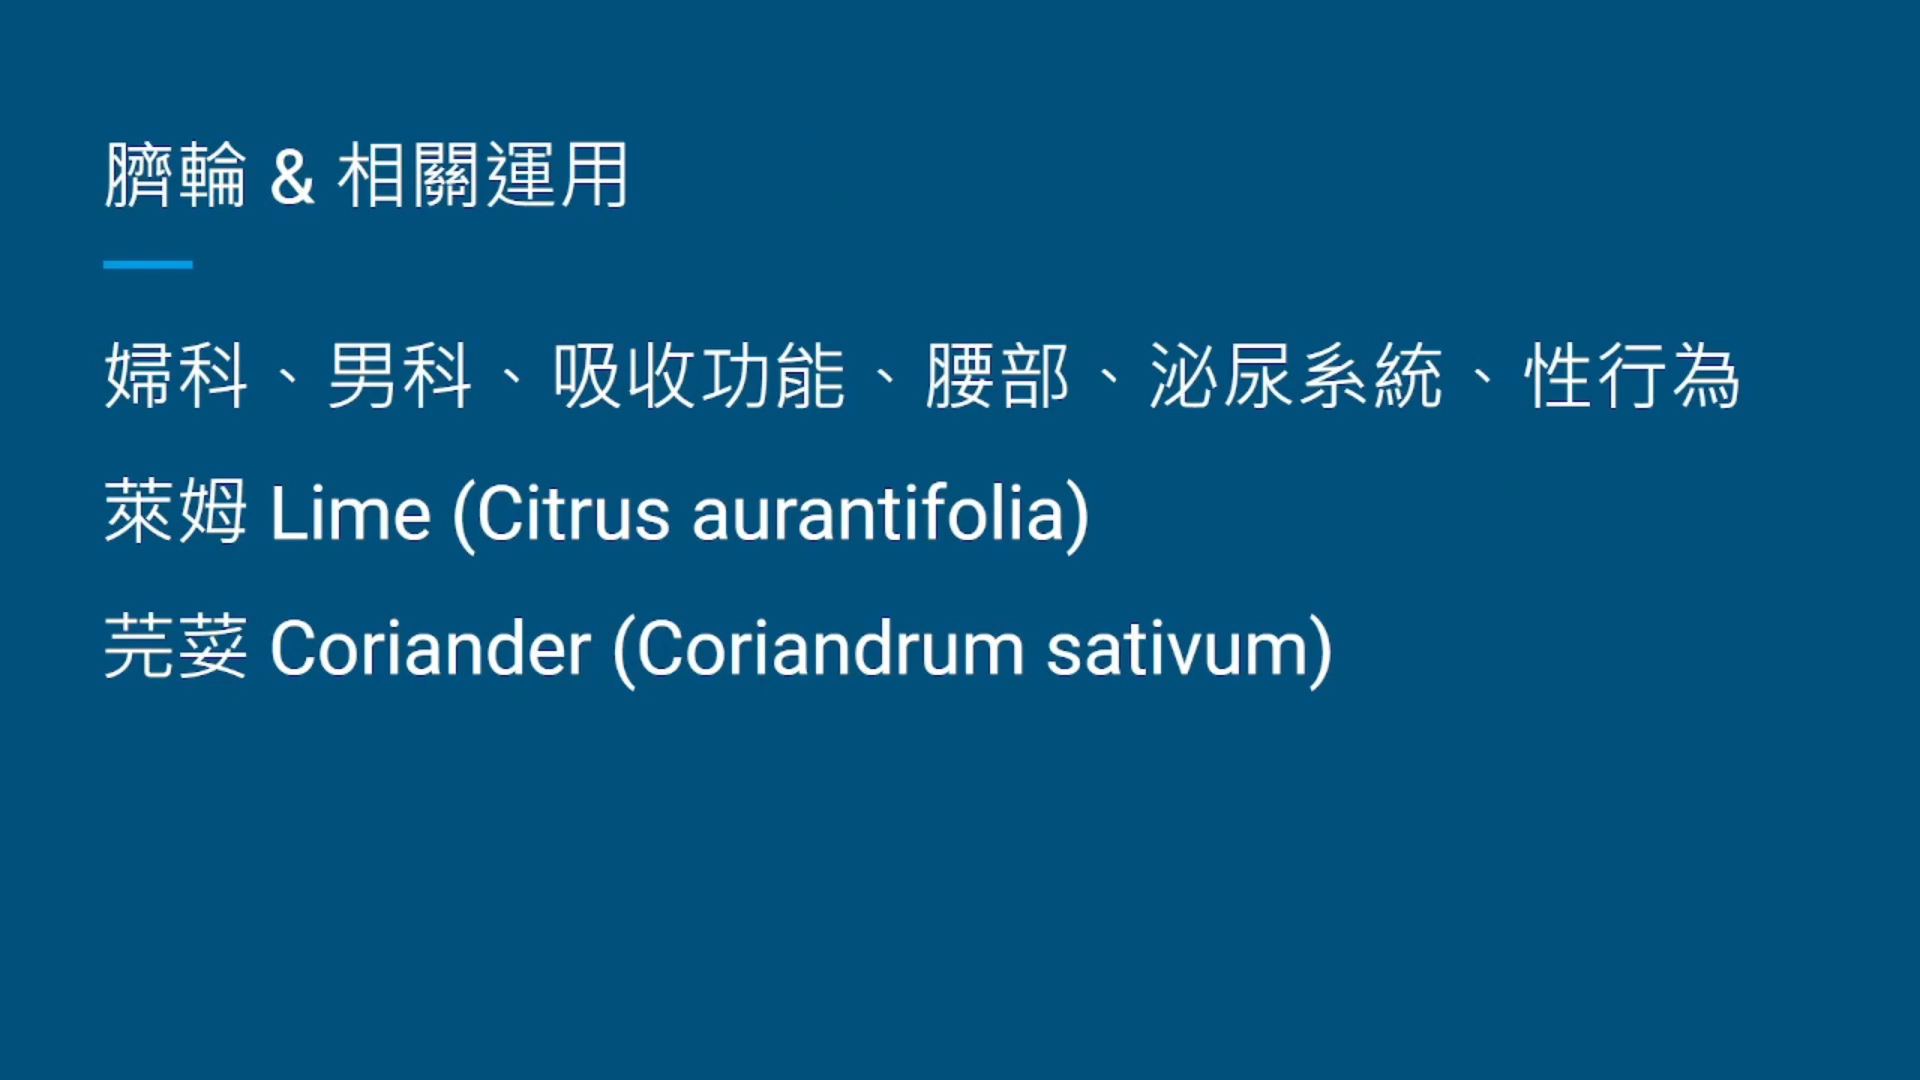 臍輪 & 相關運用
婦科、男科、吸收功能、腰部、泌尿系統、性行為
萊姆 Lime (Citrus aurantifolia)
芫荽 Coriander (Coriandrum sativum)